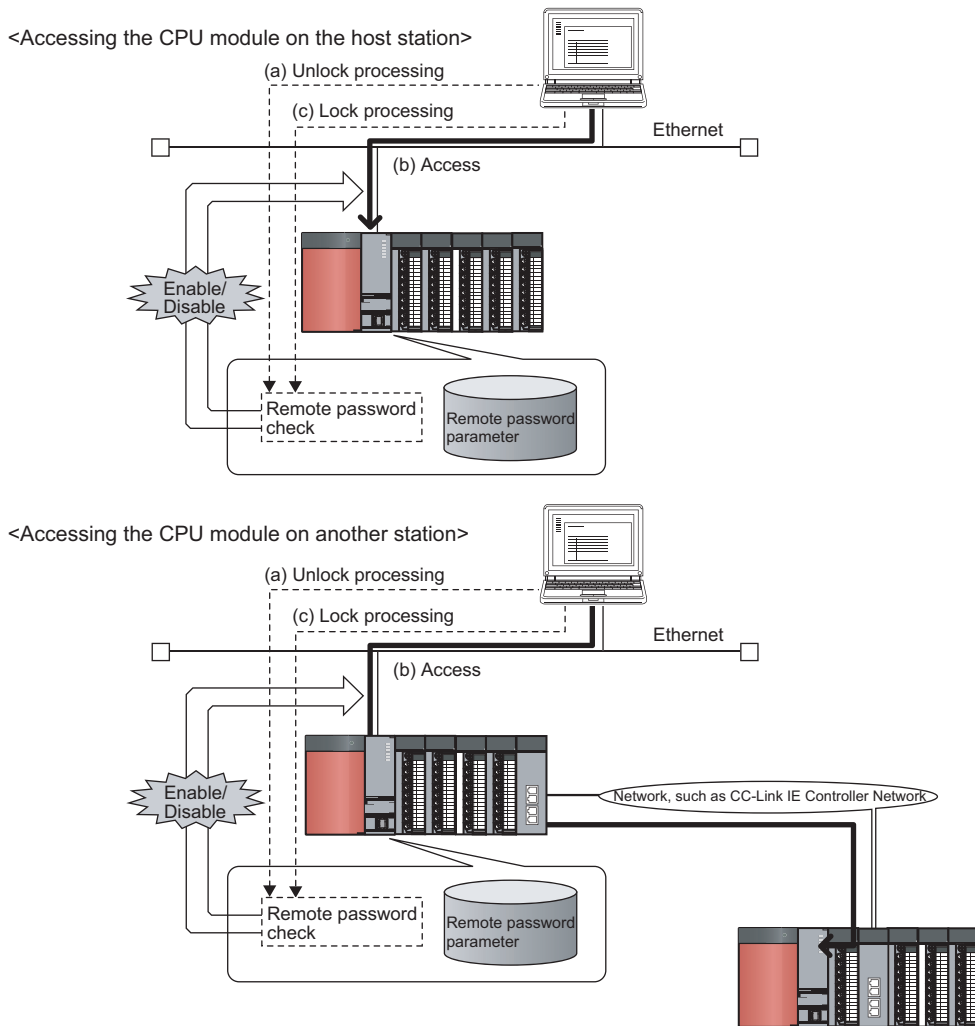 <Accessing the CPU module on the host station>
(a) Unlock processing
(c) Lock processing
Ethernet
(b) Access
Enable/
Disable
Remote password
check
Remote password
parameter
<Accessing the CPU module on another station>
(a) Unlock processing
(c) Lock processing
Ethernet
(b) Access
Enable/
Disable
Network, such as CC-Link IE Controller Network
Remote password
check
Remote password
parameter